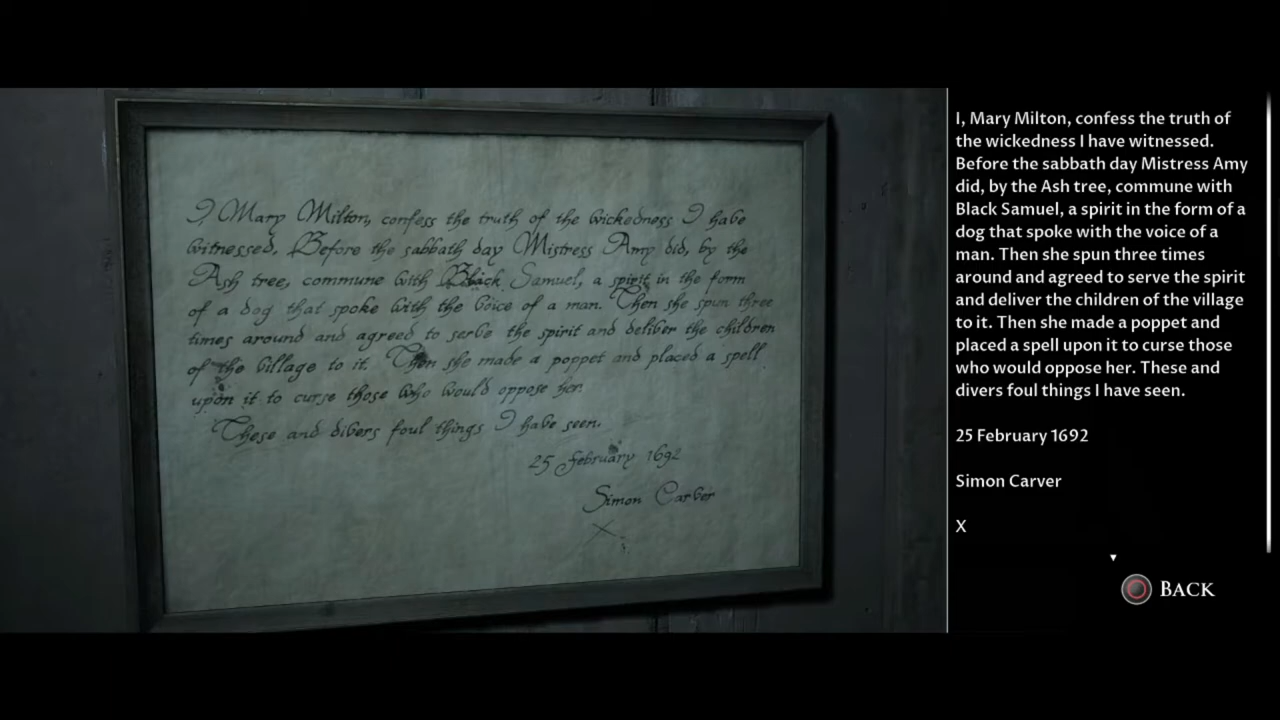 I Mary Milton, confess the truth of the wickedness I have
witnessed. Before the sabbath day Mistress Amy did, by the
Ash tree, commune with Black Samuel, a spirit in the form
of a dog that spoke with the voice of a man. Then she spun three
times around and agreed to serve the spirit and deliver the children
of the village to it. Then she made a poppet and placed a spell
upon it to curse those who would oppose her.
These and divers foul things I have seen.
25 February 1692
Simon Carver
X
I, Mary Milton, confess the truth of
the wickedness I have witnessed.
Before the sabbath day Mistress Amy
did, by the Ash tree, commune with
Black Samuel, a spirit in the form of a
dog that spoke with the voice of a
man. Then she spun three times
around and agreed to serve the spirit
and deliver the children of the village
to it. Then she made a poppet and
placed a spell upon it to curse those
who would oppose her. These and
divers foul things I have seen.
25 February 1692
Simon Carver
X
BACK